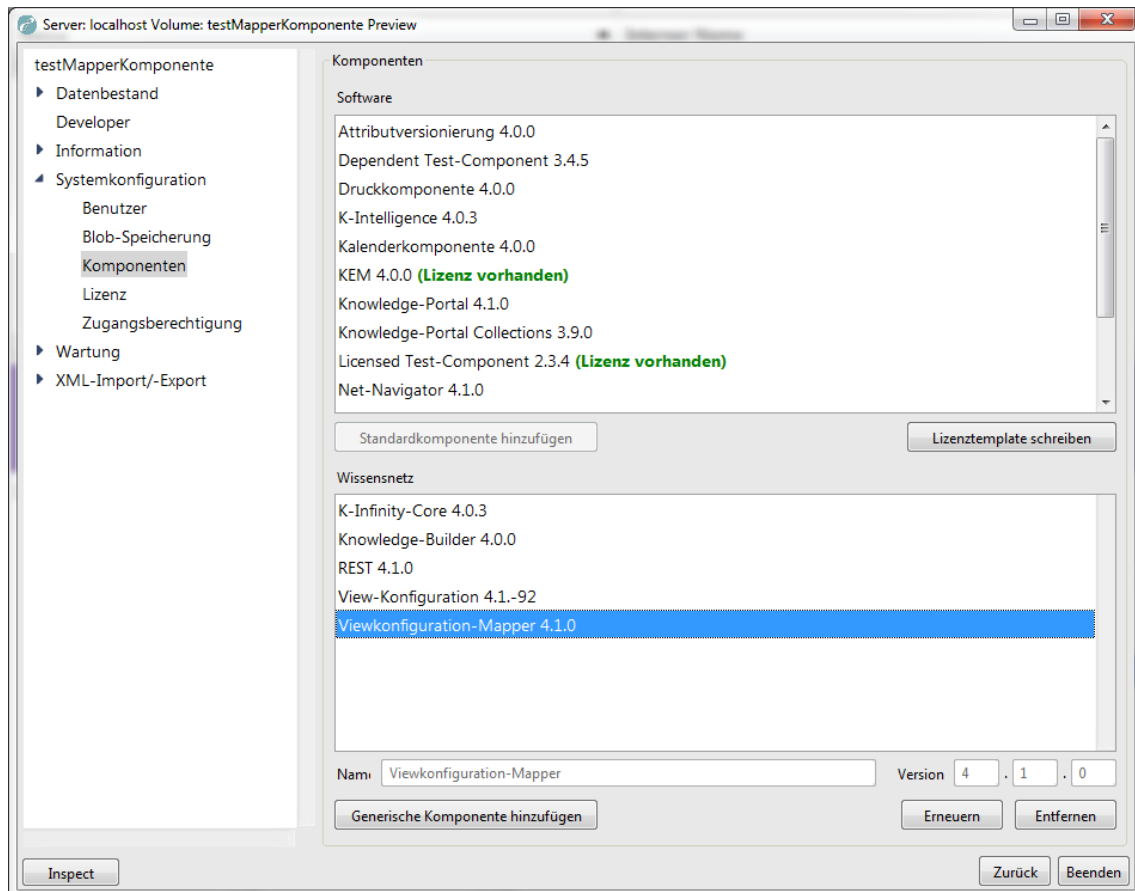 Server: localhost Volume: testMapperKomponente Preview
testMapperKomponente
Datenbestand
Developer
Information
Systemkonfiguration
Benutzer
Blob-Speicherung
Komponenten
Lizenz
Zugangsberechtigung
Wartung
XML-Import/-Export
Komponenten
Software
Attributversionierung 4.0.0
Dependent Test-Component 3.4.5
Druckkomponente 4.0.0
K-Intelligence 4.0.3
Kalenderkomponente 4.0.0
KEM 4.0.0 (Lizenz vorhanden)
Knowledge-Portal 4.1.0
Knowledge-Portal Collections 3.9.0
Licensed Test-Component 2.3.4 (Lizenz vorhanden)
Net-Navigator 4.1.0
Standardkomponente hinzufügen Lizenztemplate schreiben
Wissensnetz
K-Infinity-Core 4.0.3
Knowledge-Builder 4.0.0
REST 4.1.0
View-Konfiguration 4.1.-92
Viewkonfiguration-Mapper 4.1.0
Nam Viewkonfiguration-Mapper Version 4 . 1 . 0
Generische Komponente hinzufügen Erneuern Entfernen
Inspect Zurück Beenden